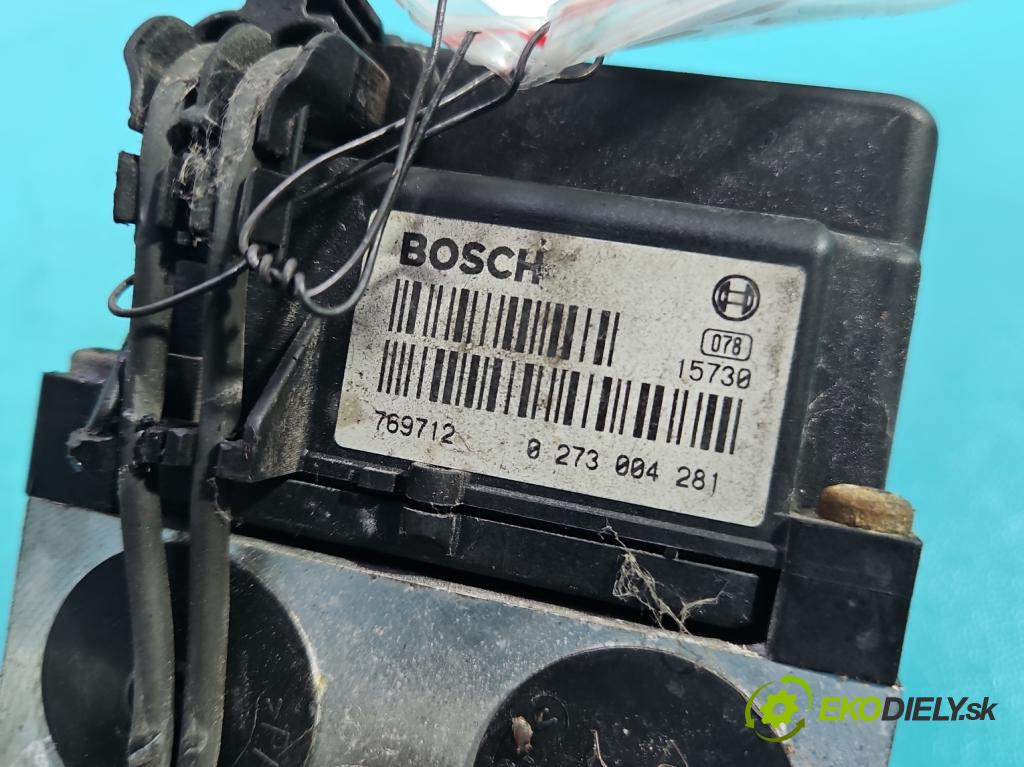 BOSCH
078
15730
769712 0 273 004 281
EKODIELY.sk